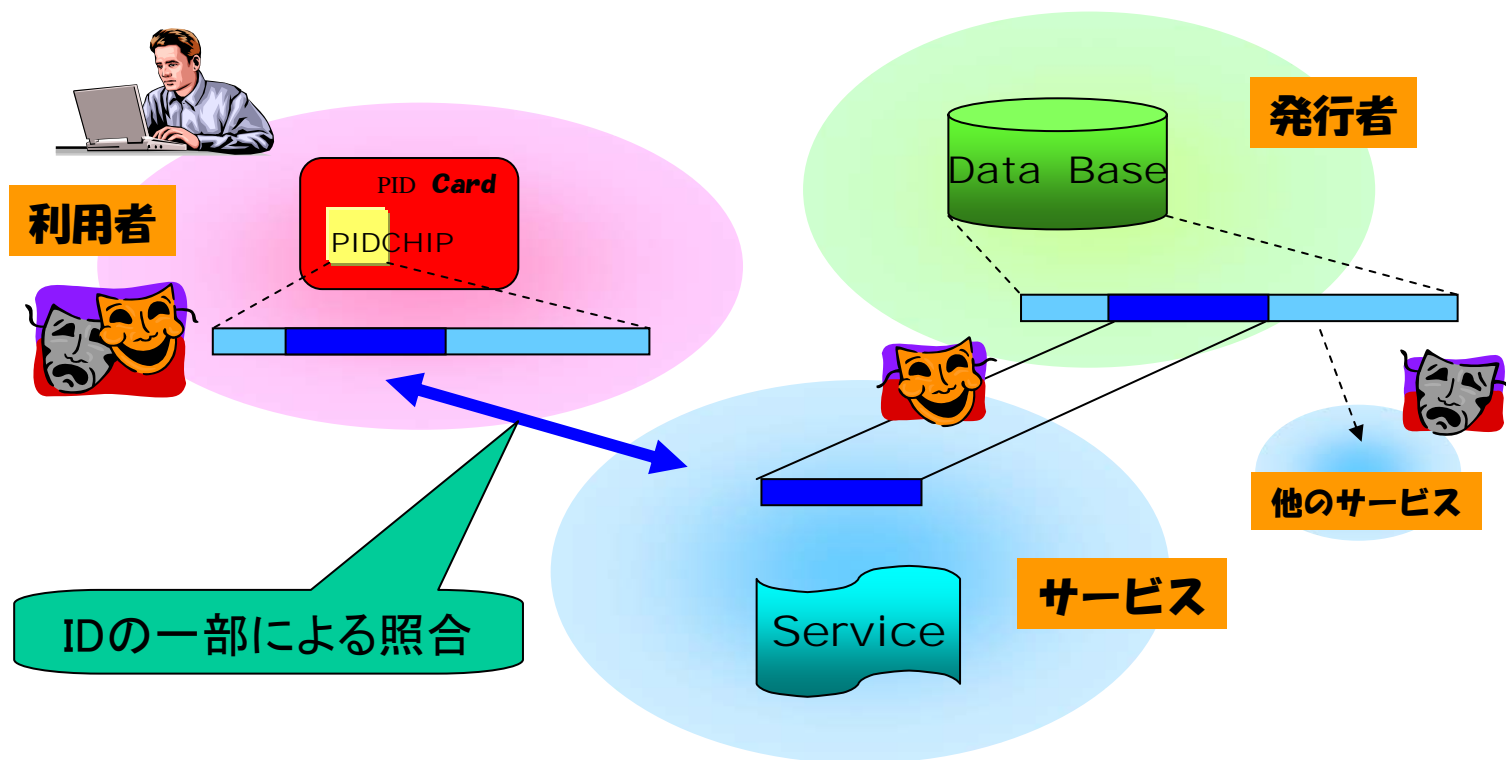 発行者
Data Base
PID Card
PIDCHIP
利用者
他のサービス
サービス
Service
IDの一部による照合